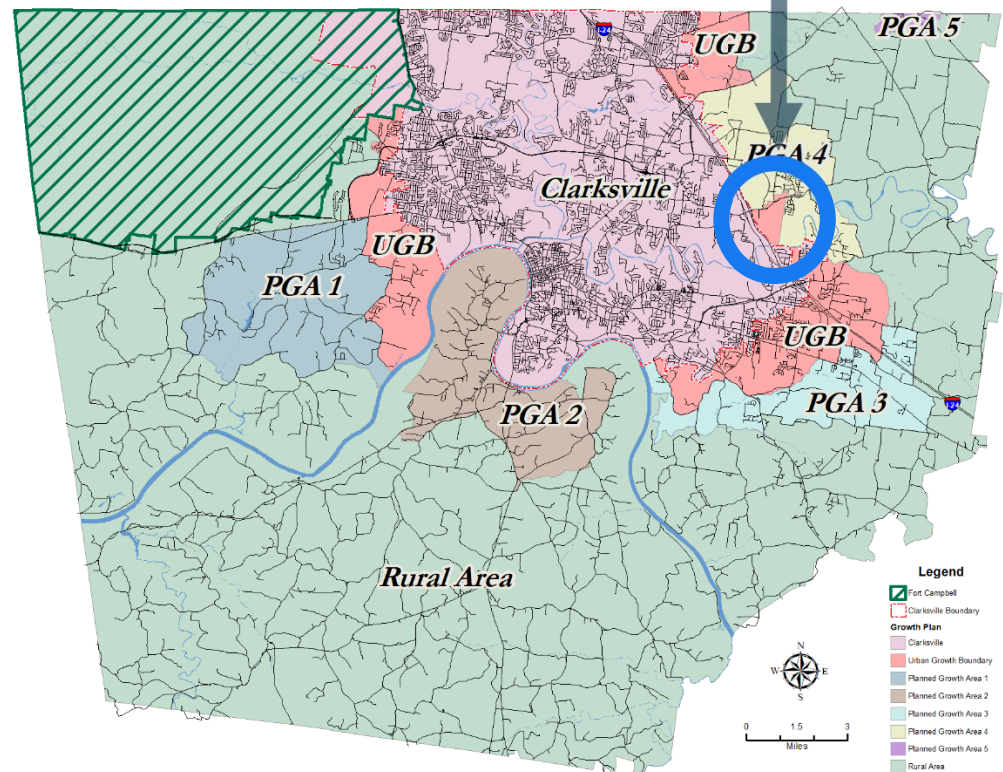 I-24
UGB
PGA 5
PGA 4
Clarksville
UGB
PGA 1
UGB
PGA 2
PGA 3
I-24
Rural Area
Legend
Fort Campbell
Clarksville Boundary
Growth Plan
Clarksville
Urban Growth Boundary
Planned Growth Area 1
Planned Growth Area 2
Planned Growth Area 3
Planned Growth Area 4
Planned Growth Area 5
Rural Area
N
W E
S
0 1.5 3
Miles